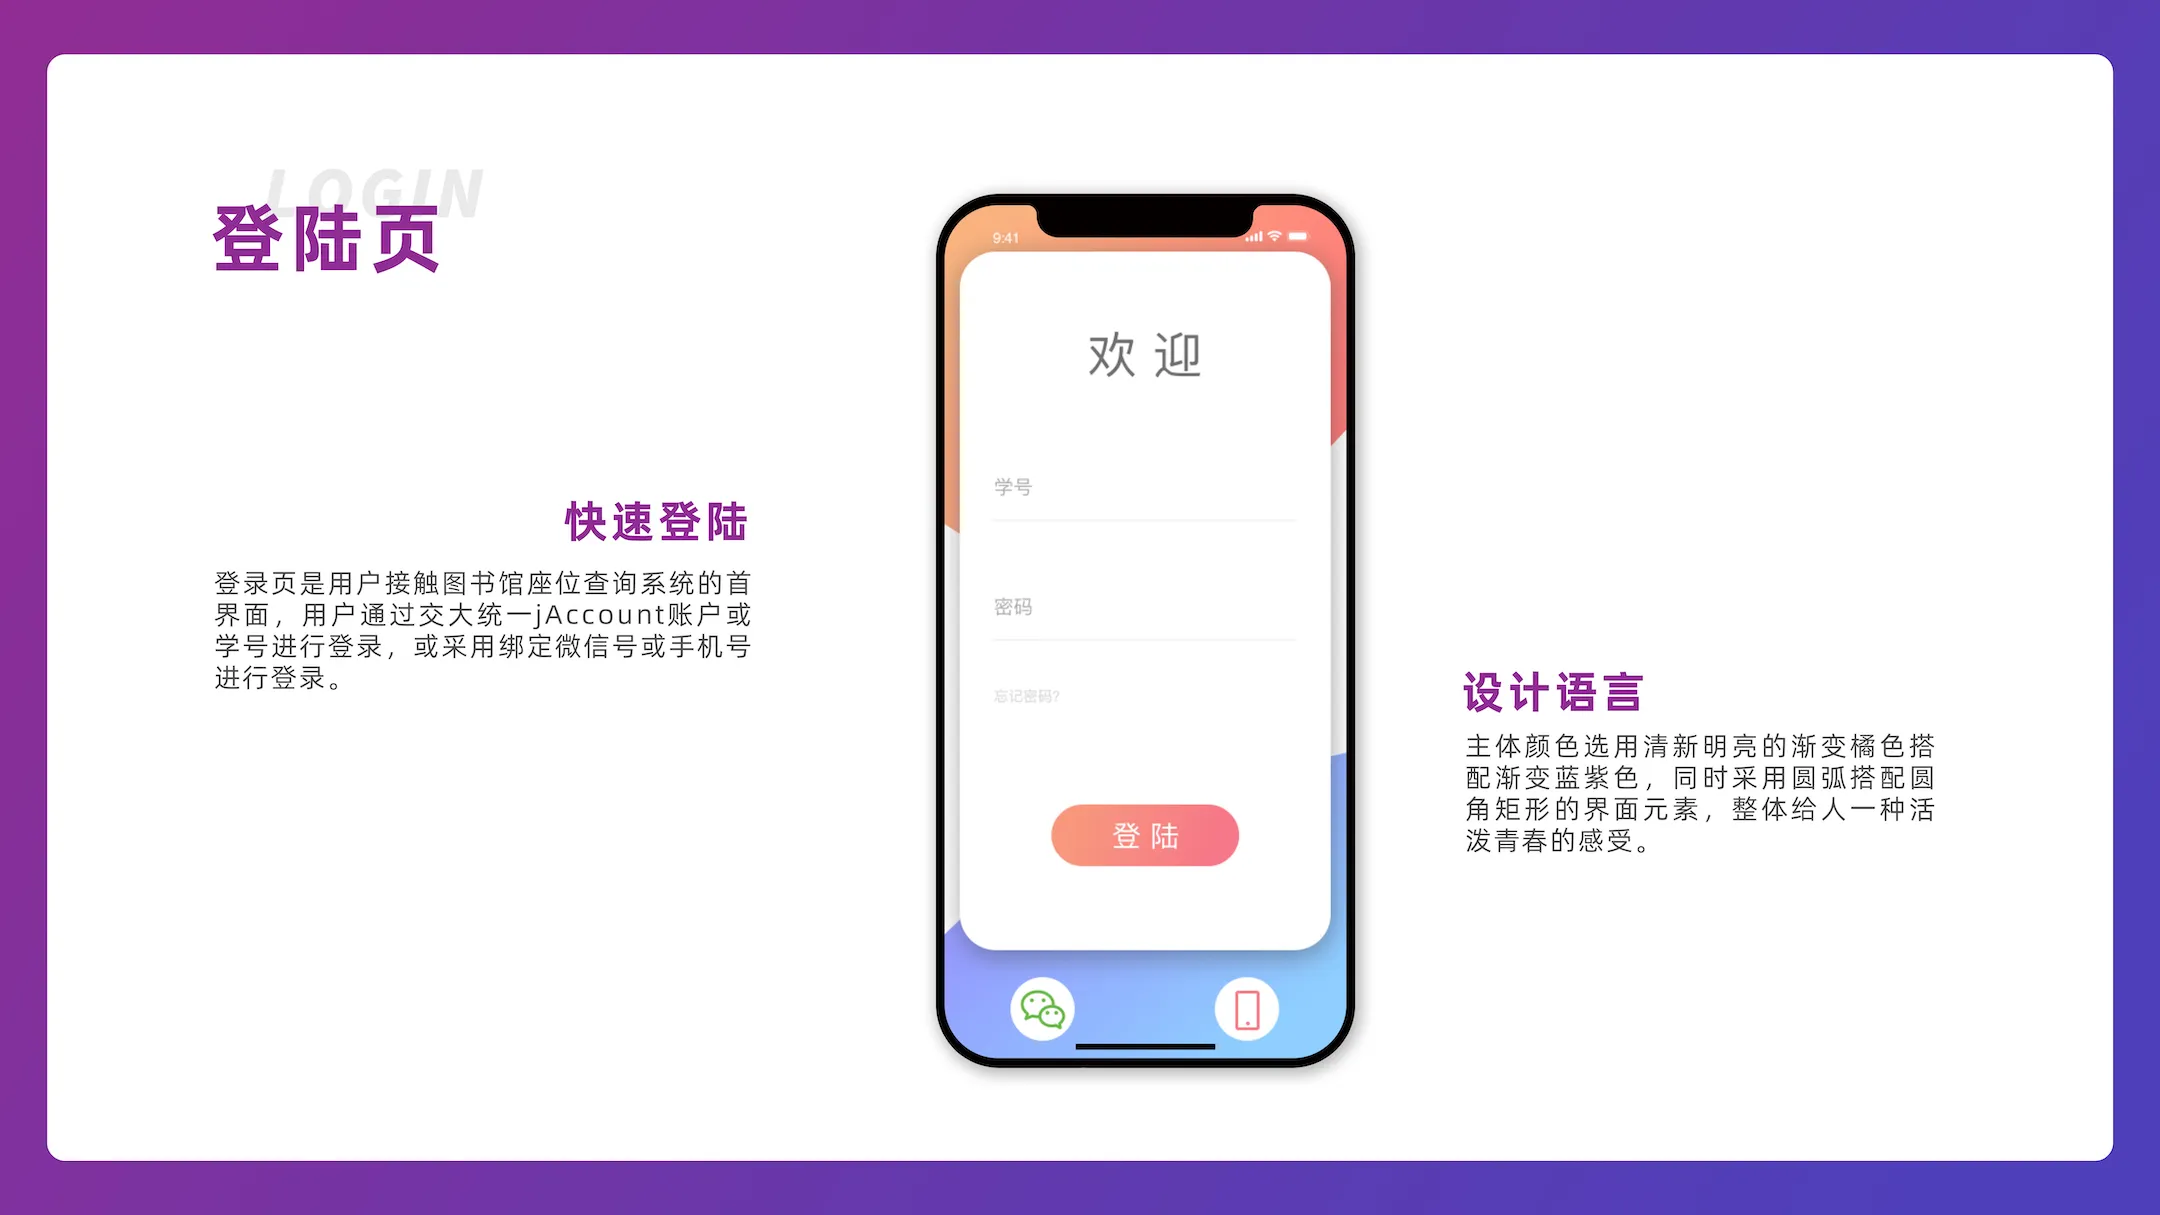 LOGIN
登陆页
快速登陆
登录页是用户接触图书馆座位查询系统的首
界面，用户通过交大统一jAccount账户或
学号进行登录，或采用绑定微信号或手机号
进行登录。
9:41
欢迎
学号
密码
忘记密码?
登陆
设计语言
主体颜色选用清新明亮的渐变橘色搭
配渐变蓝紫色，同时采用圆弧搭配圆
角矩形的界面元素，整体给人一种活
泼青春的感受。